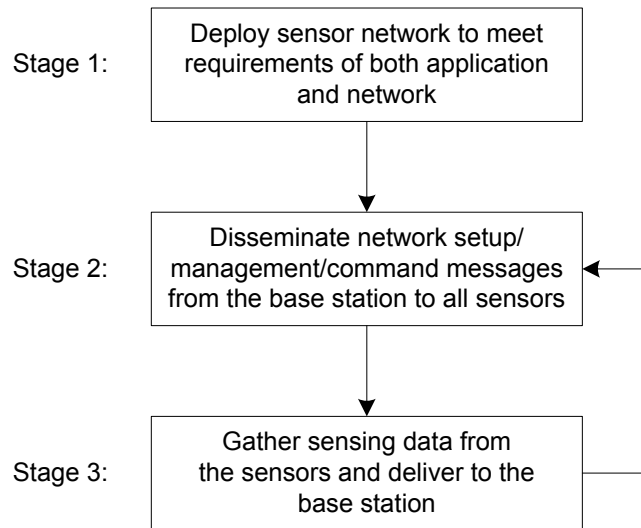 Stage 1:
Deploy sensor network to meet
requirements of both application
and network
Stage 2:
Disseminate network setup/
management/command messages
from the base station to all sensors
Stage 3:
Gather sensing data from
the sensors and deliver to the
base station